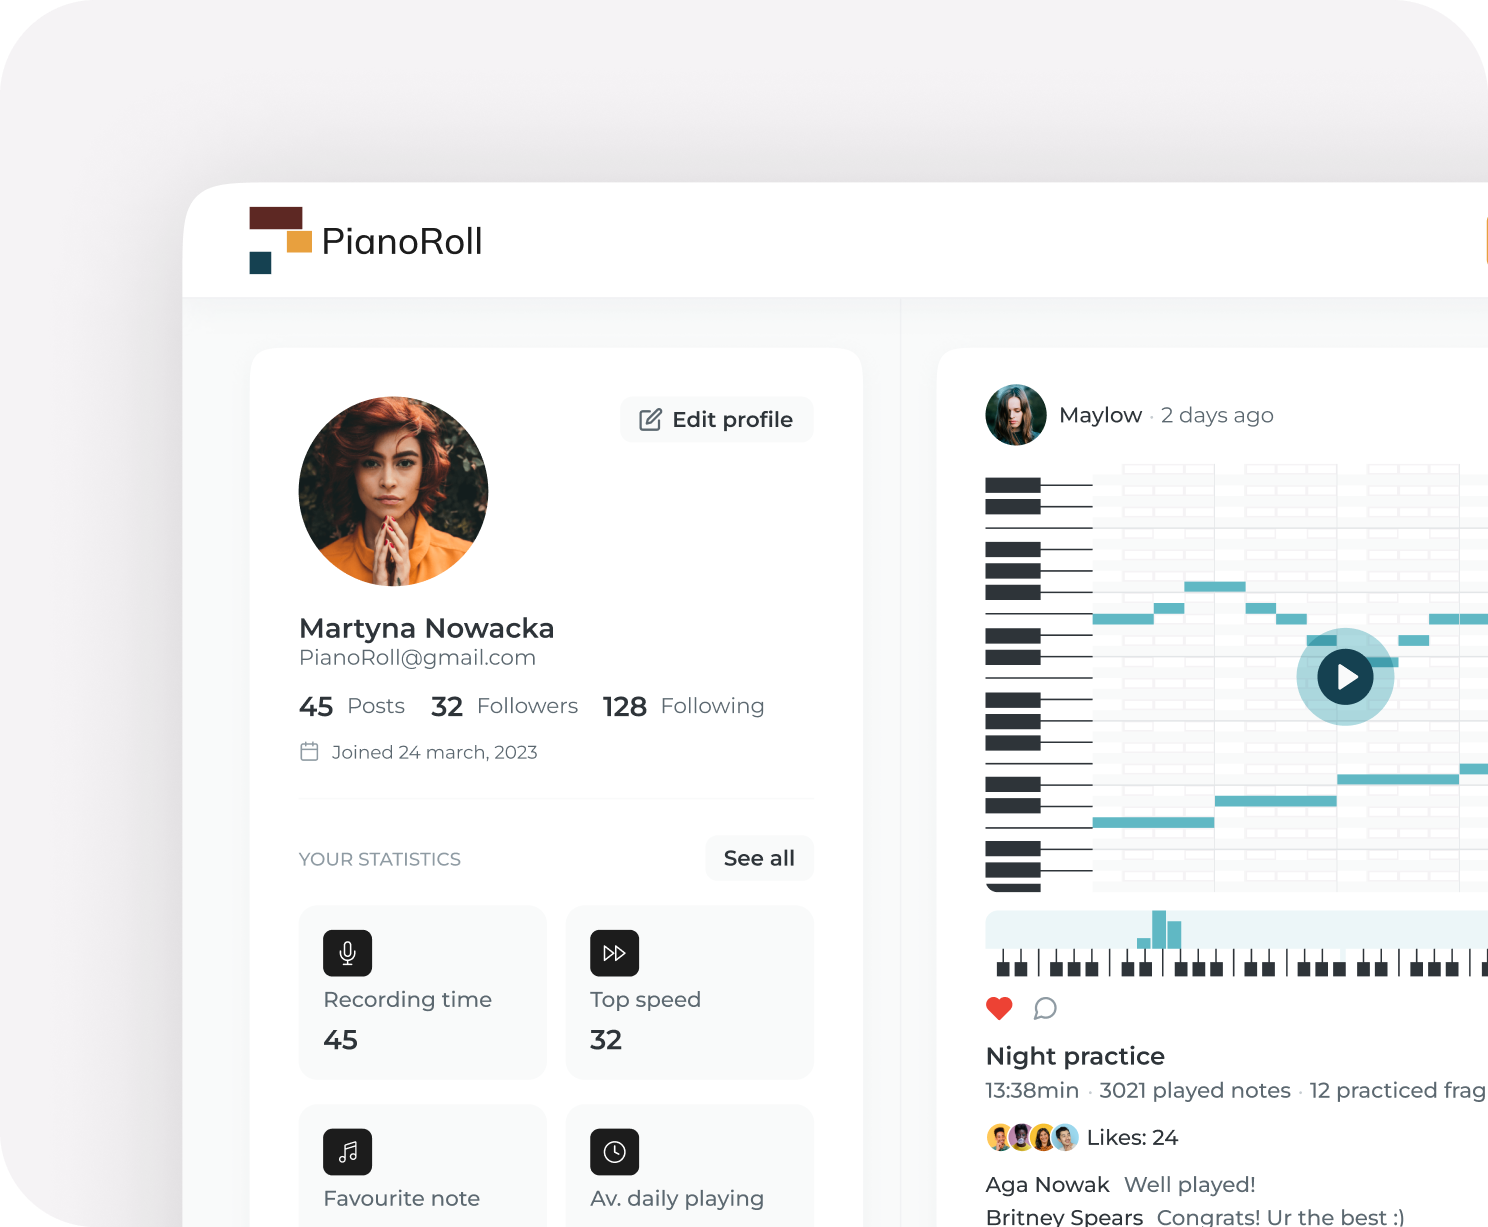 PianoRoll
Edit profile
Martyna Nowacka
PianoRoll@gmail.com
45 Posts 32 Followers 128 Following
Joined 24 march, 2023
YOUR STATISTICS
See all
Recording time
45
Top speed
32
Favourite note
Av. daily playing
Maylow · 2 days ago
Night practice
13:38min · 3021 played notes · 12 practiced frag
Likes: 24
Aga Nowak Well played!
Britney Spears Congrats! Ur the best :)